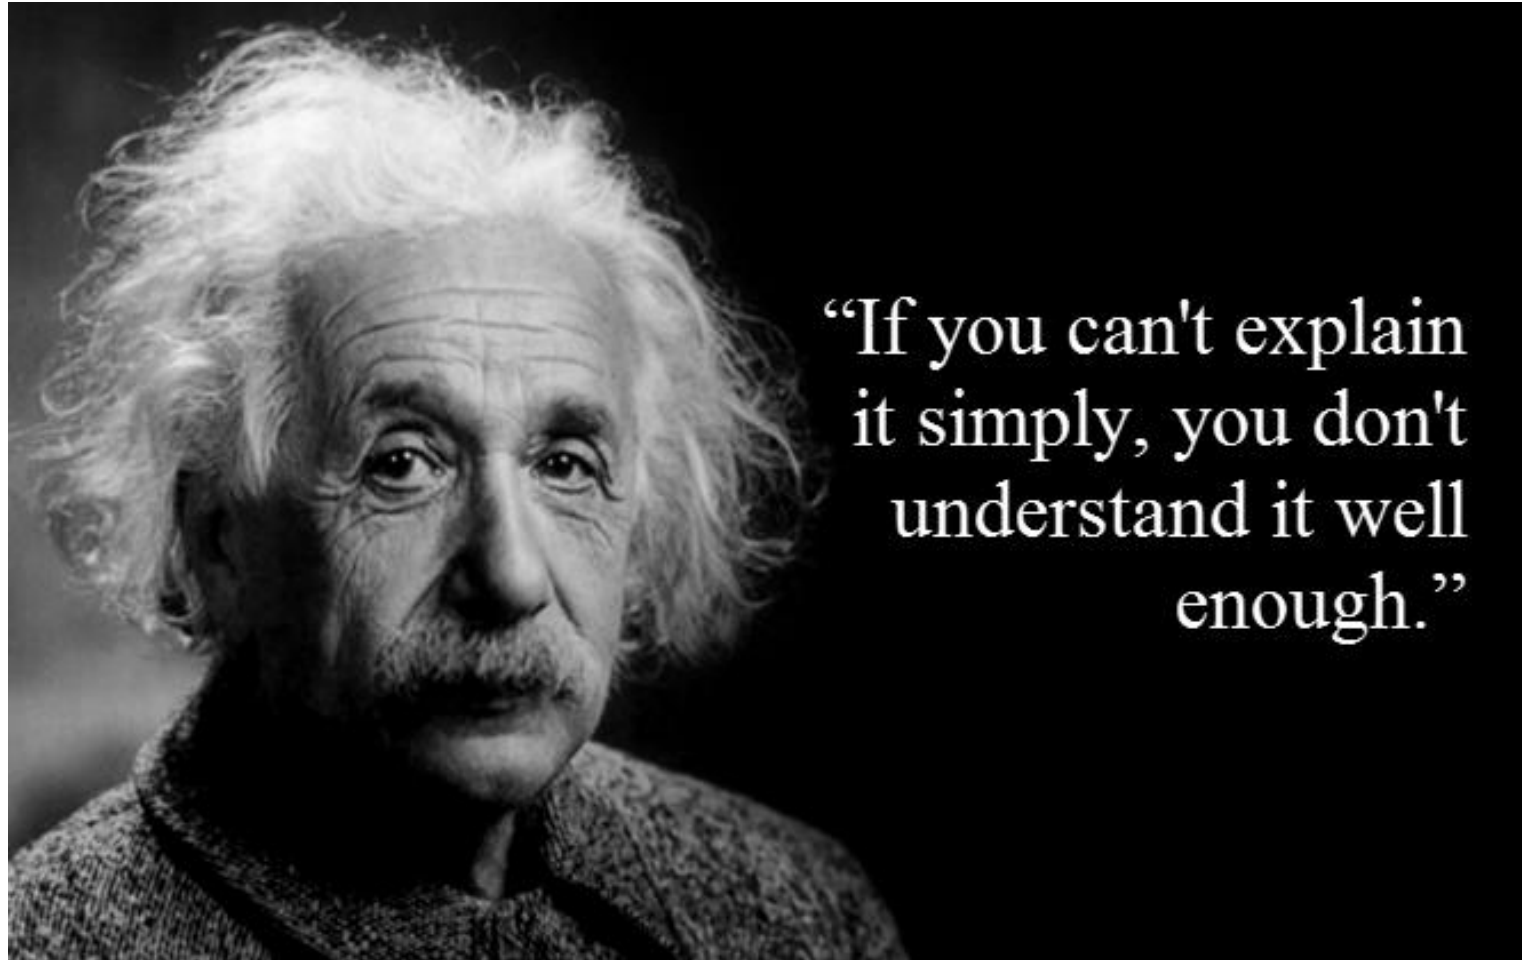 “If you can't explain
it simply, you don't
understand it well
enough.”